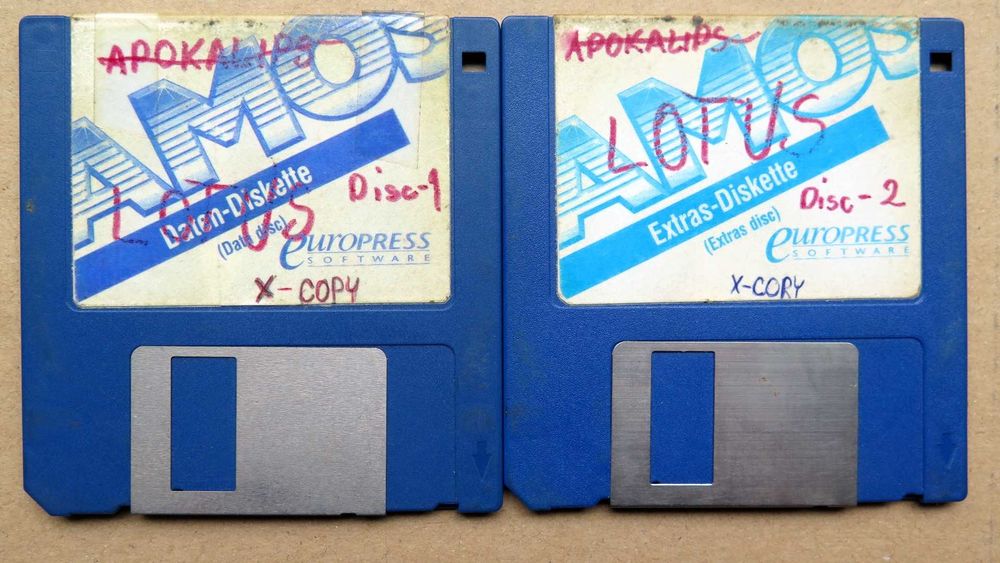 APOKALIPS
AMOS
Daten-Diskette
(Data disc)
LOTUS
Disc-1
europress
SOFTWARE
X-COPY
APOKALIPS
AMOS
LOTUS
Extras-Diskette
(Extras disc)
Disc-2
europress
SOFTWARE
X-COPY